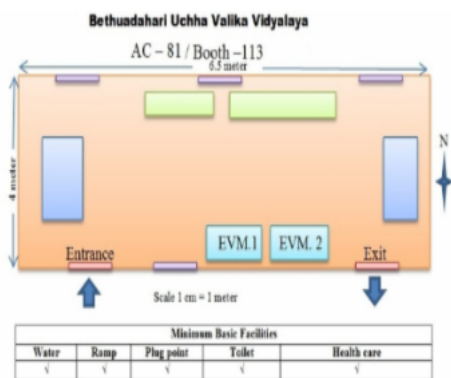 Bethuadahari Uchha Valika Vidyalaya
AC – 81 / Booth –113
6.5 meter
4 meter
N
EVM.1 EVM. 2
Entrance Exit
Scale 1 cm = 1 meter
Minimum Basic Facilities
Water Ramp Plug point Toilet Health care
√ √ √ √ √